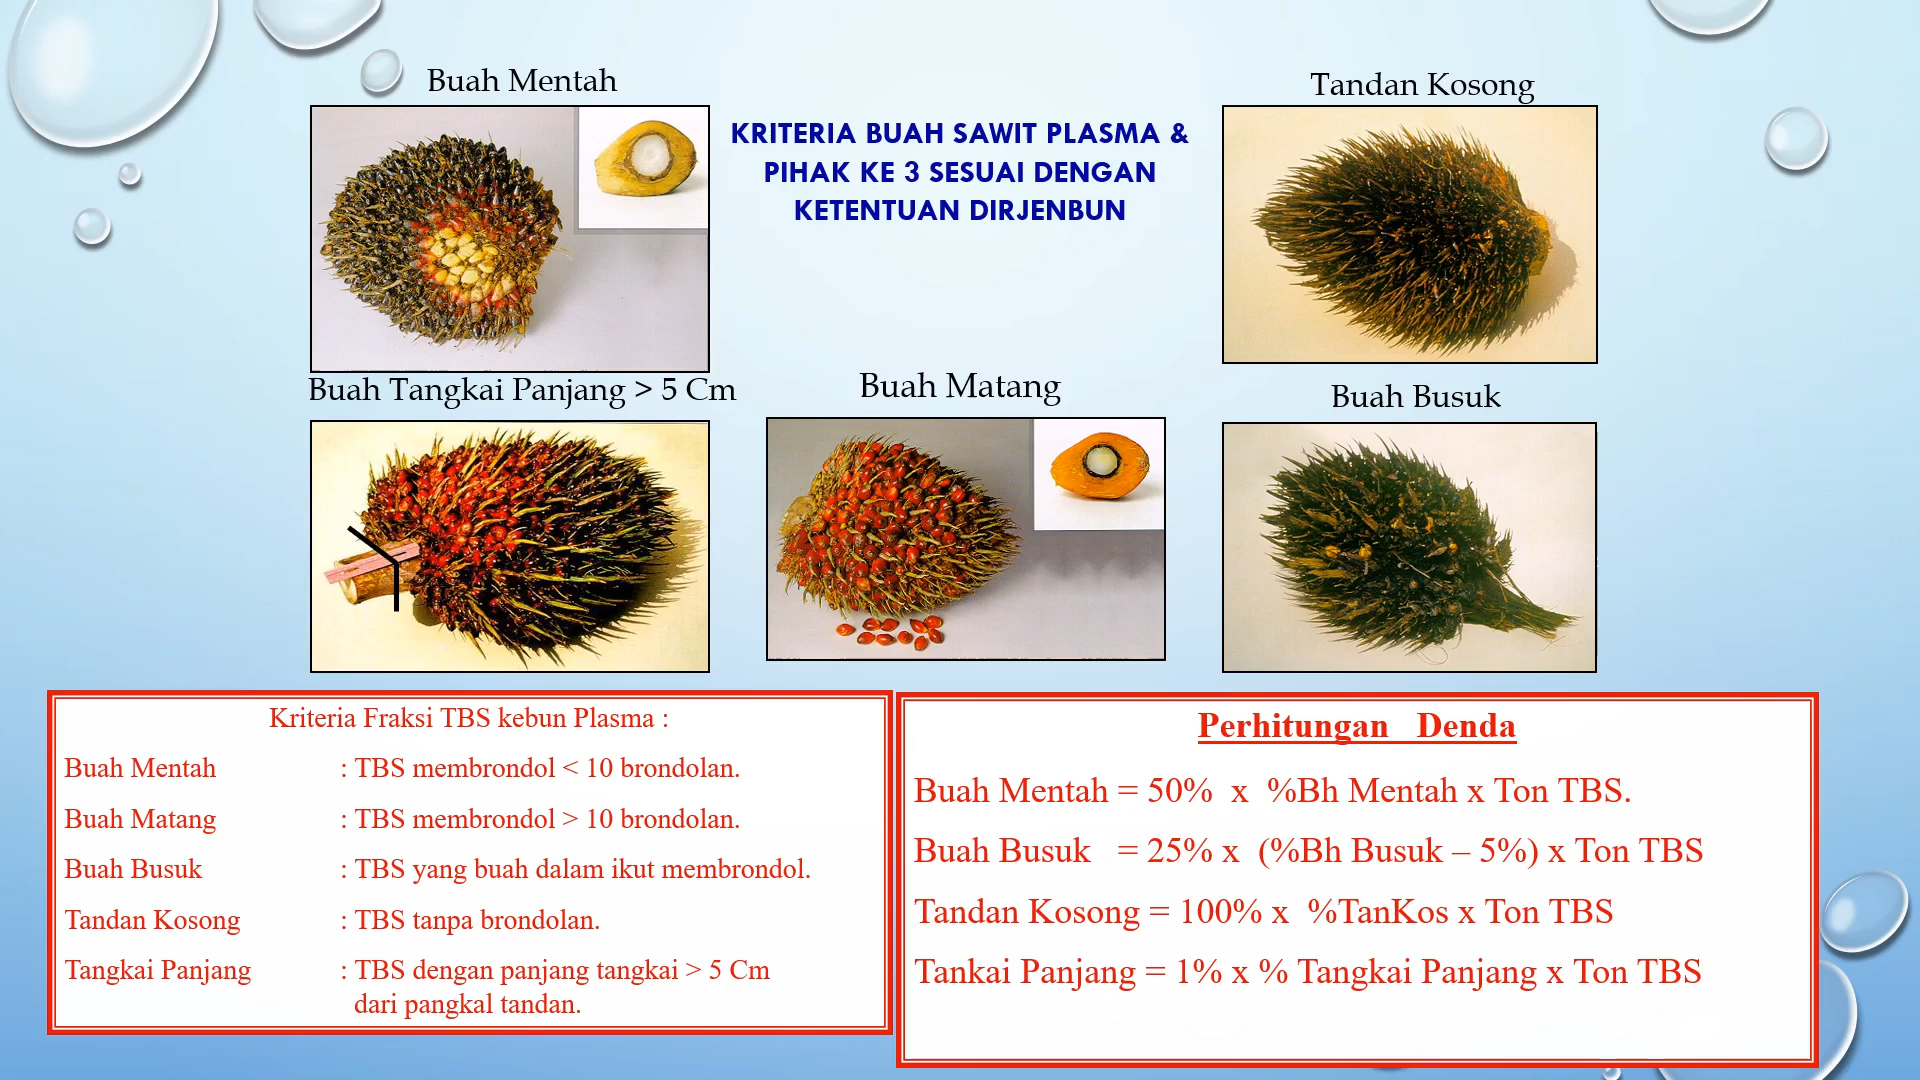 Buah Mentah
KRITERIA BUAH SAWIT PLASMA &
PIHAK KE 3 SESUAI DENGAN
KETENTUAN DIRJENBUN
Tandan Kosong
Buah Tangkai Panjang > 5 Cm
Buah Matang
Buah Busuk
Kriteria Fraksi TBS kebun Plasma :
Buah Mentah : TBS membrondol < 10 brondolan.
Buah Matang : TBS membrondol > 10 brondolan.
Buah Busuk : TBS yang buah dalam ikut membrondol.
Tandan Kosong : TBS tanpa brondolan.
Tangkai Panjang : TBS dengan panjang tangkai > 5 Cm
dari pangkal tandan.
Perhitungan Denda
Buah Mentah = 50% x %Bh Mentah x Ton TBS.
Buah Busuk = 25% x (%Bh Busuk – 5%) x Ton TBS
Tandan Kosong = 100% x %TanKos x Ton TBS
Tankai Panjang = 1% x % Tangkai Panjang x Ton TBS